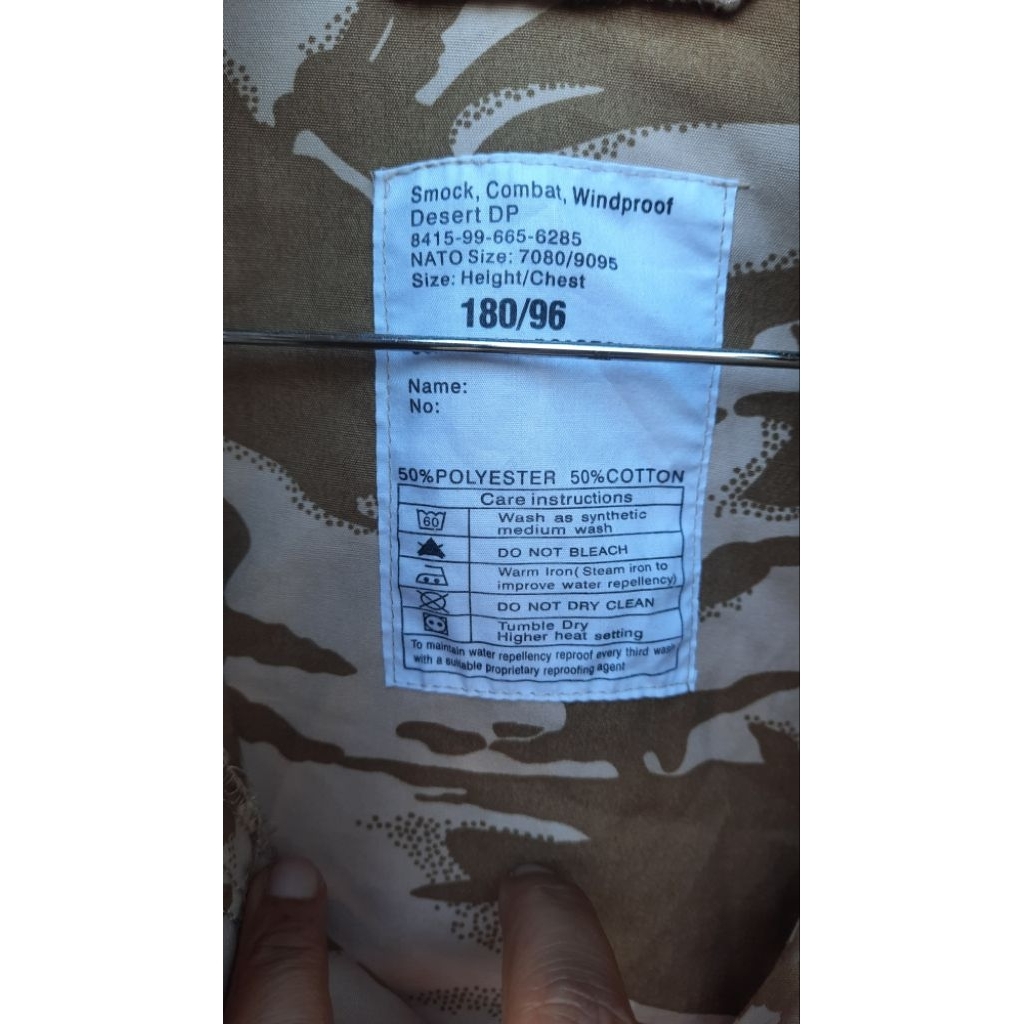 Smock, Combat, Windproof
Desert DP
8415-99-665-6285
NATO Size: 7080/9095
Size: Height/Chest
180/96
Name:
No:
50%POLYESTER 50%COTTON
Care instructions
60
Wash as synthetic
medium wash
DO NOT BLEACH
Warm Iron( Steam iron to
improve water repellency)
DO NOT DRY CLEAN
Tumble Dry
Higher heat setting
To maintain water repellency reproof every third wash
with a suitable proprietary reproofing agent